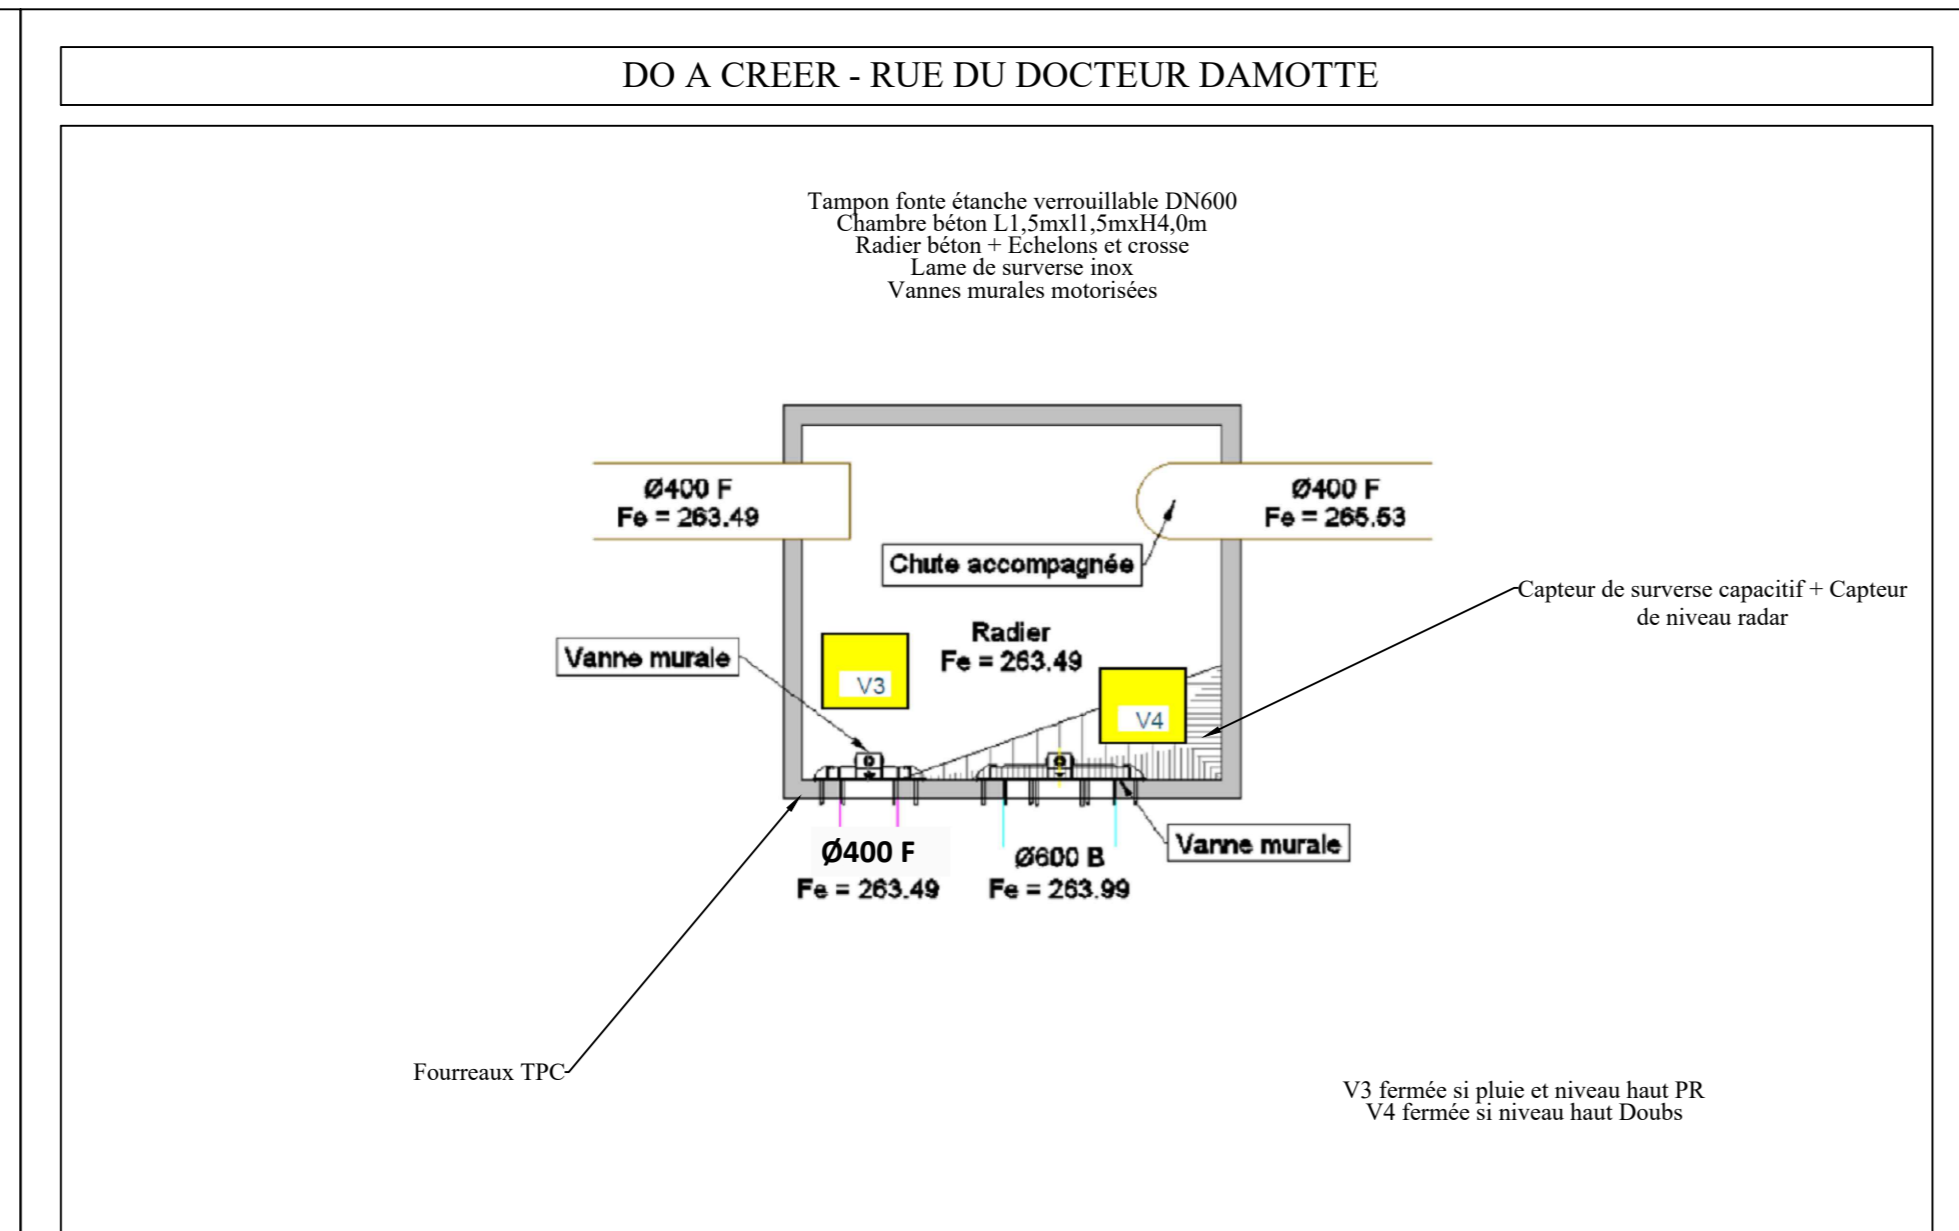 DO A CREER - RUE DU DOCTEUR DAMOTTE
Tampon fonte étanche verrouillable DN600
Chambre béton L1,5mxl1,5mxH4,0m
Radier béton + Echelons et crosse
Lame de surverse inox
Vannes murales motorisées
Ø400 F
Fe = 263.49
Ø400 F
Fe = 265.53
Chute accompagnée
Capteur de surverse capacitif + Capteur
de niveau radar
Radier
Fe = 263.49
Vanne murale
V3
V4
Vanne murale
Ø400 F
Fe = 263.49
Ø600 B
Fe = 263.99
Fourreaux TPC
V3 fermée si pluie et niveau haut PR
V4 fermée si niveau haut Doubs